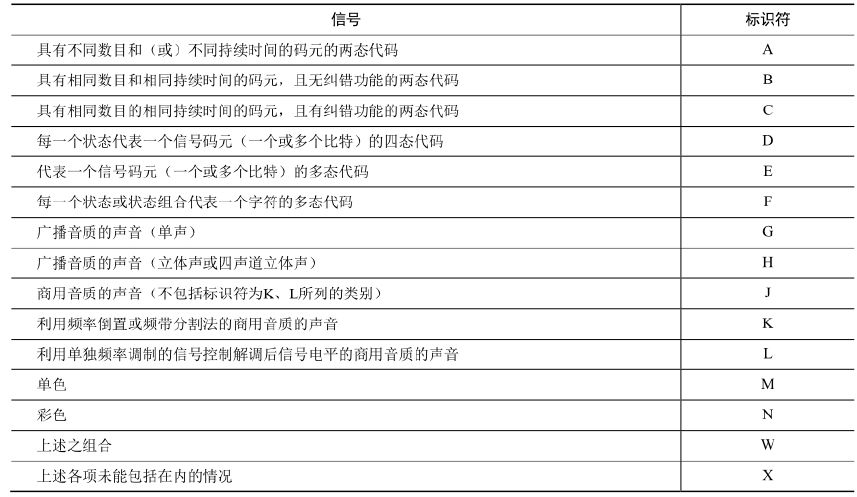 信号 标识符
具有不同数目和（或）不同持续时间的码元的两态代码 A
具有相同数目和相同持续时间的码元，且无纠错功能的两态代码 B
具有相同数目的相同持续时间的码元，且有纠错功能的两态代码 C
每一个状态代表一个信号码元（一个或多个比特）的四态代码 D
代表一个信号码元（一个或多个比特）的多态代码 E
每一个状态或状态组合代表一个字符的多态代码 F
广播音质的声音（单声） G
广播音质的声音（立体声或四声道立体声） H
商用音质的声音（不包括标识符为K、L所列的类别） J
利用频率倒置或频带分割法的商用音质的声音 K
利用单独频率调制的信号控制解调后信号电平的商用音质的声音 L
单色 M
彩色 N
上述之组合 W
上述各项未能包括在内的情况 X